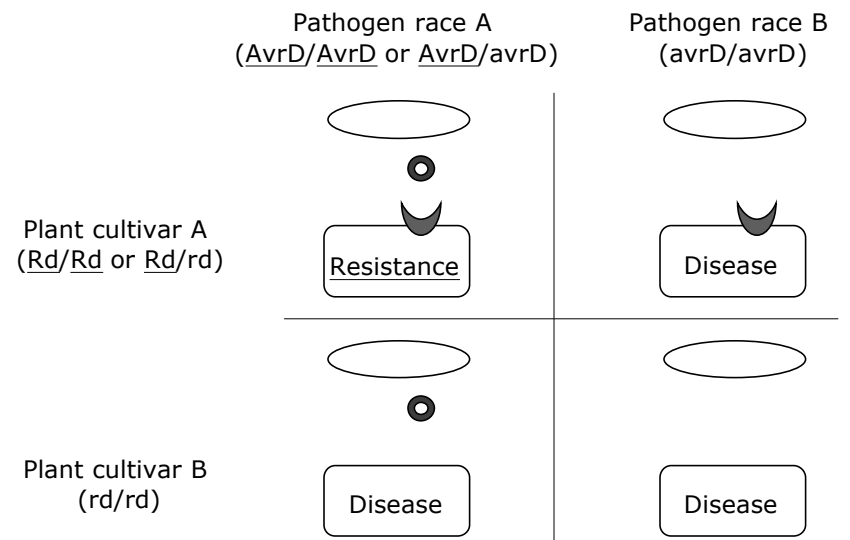 Pathogen race A
(AvrD/AvrD or AvrD/avrD)
Pathogen race B
(avrD/avrD)
Plant cultivar A
(Rd/Rd or Rd/rd)
Resistance
Disease
Plant cultivar B
(rd/rd)
Disease
Disease